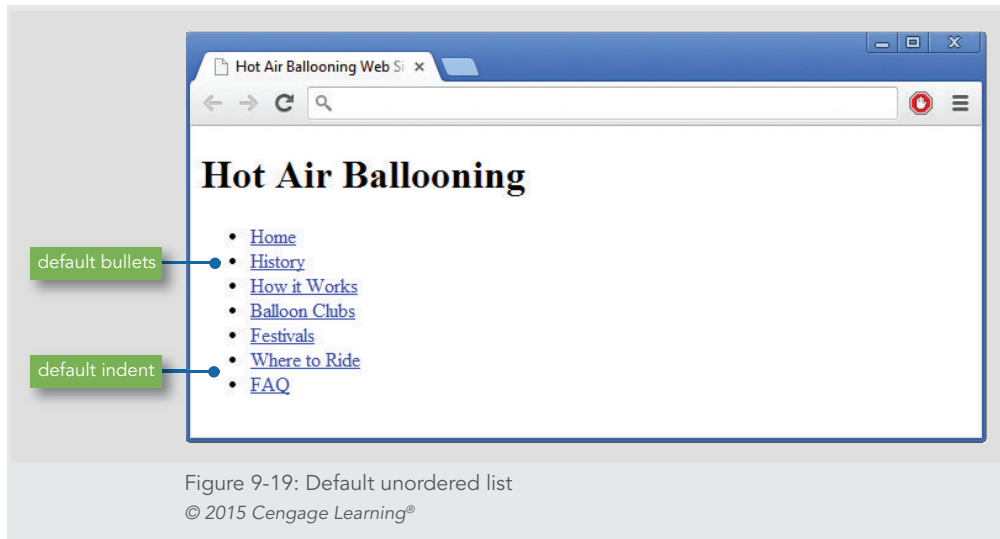 Hot Air Ballooning Web Si
Hot Air Ballooning
• Home
• History
• How it Works
• Balloon Clubs
• Festivals
• Where to Ride
• FAQ
default bullets
default indent
Figure 9-19: Default unordered list
© 2015 Cengage Learning®